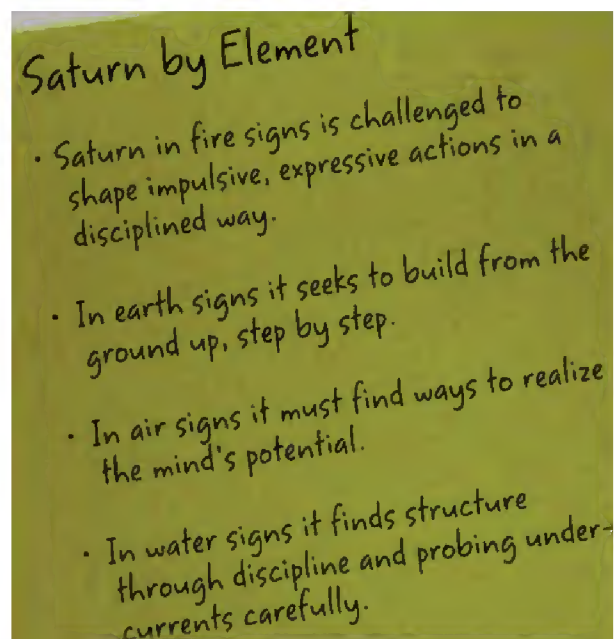 Saturn by Element
· Saturn in fire signs is challenged to
shape impulsive, expressive actions in a
disciplined way.
· In earth signs it seeks to build from the
ground up, step by step.
· In air signs it must find ways to realize
the mind's potential.
· In water signs it finds structure
through discipline and probing under-
currents carefully.